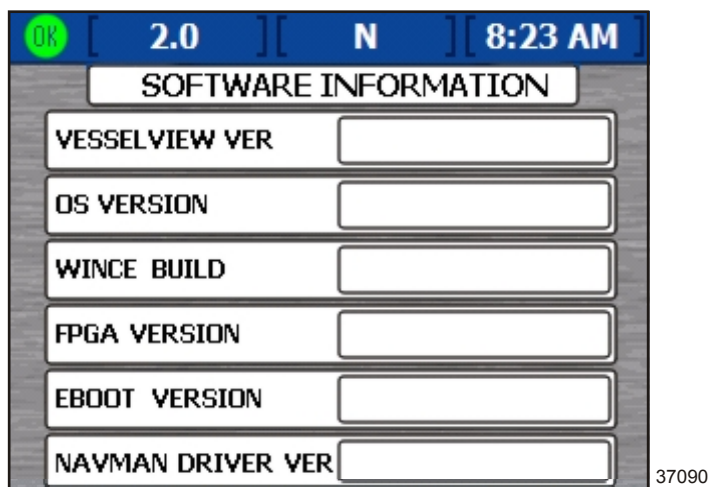 OK [ 2.0 ][ N ][ 8:23 AM ]
SOFTWARE INFORMATION
VESSELVIEW VER
OS VERSION
WINCE BUILD
FPGA VERSION
EBOOT VERSION
NAVMAN DRIVER VER
37090